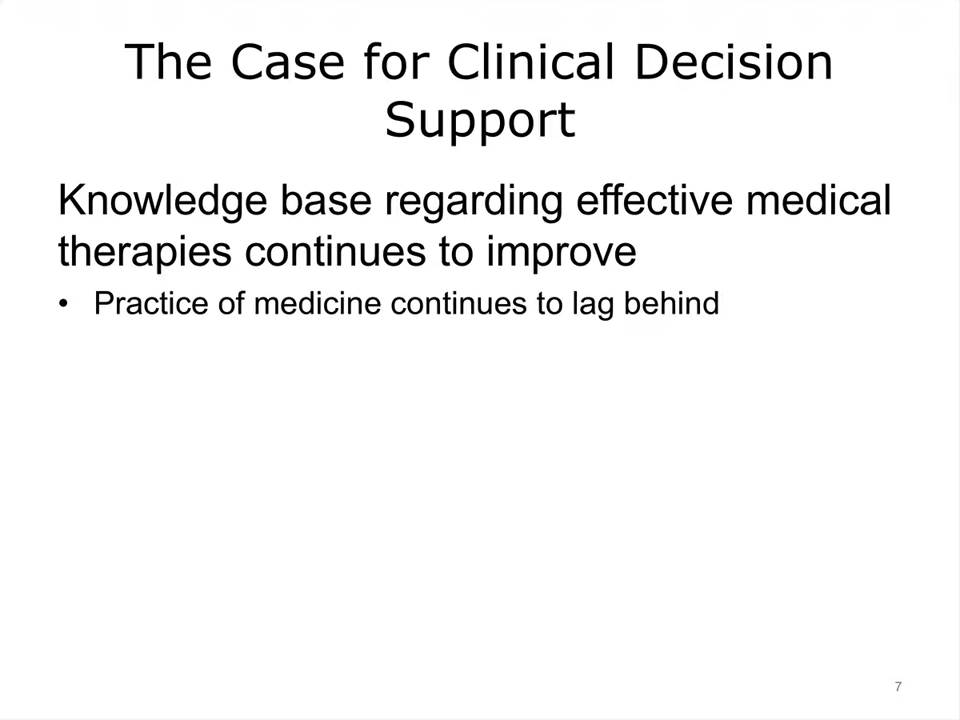 The Case for Clinical Decision
Support
Knowledge base regarding effective medical
therapies continues to improve
• Practice of medicine continues to lag behind
7